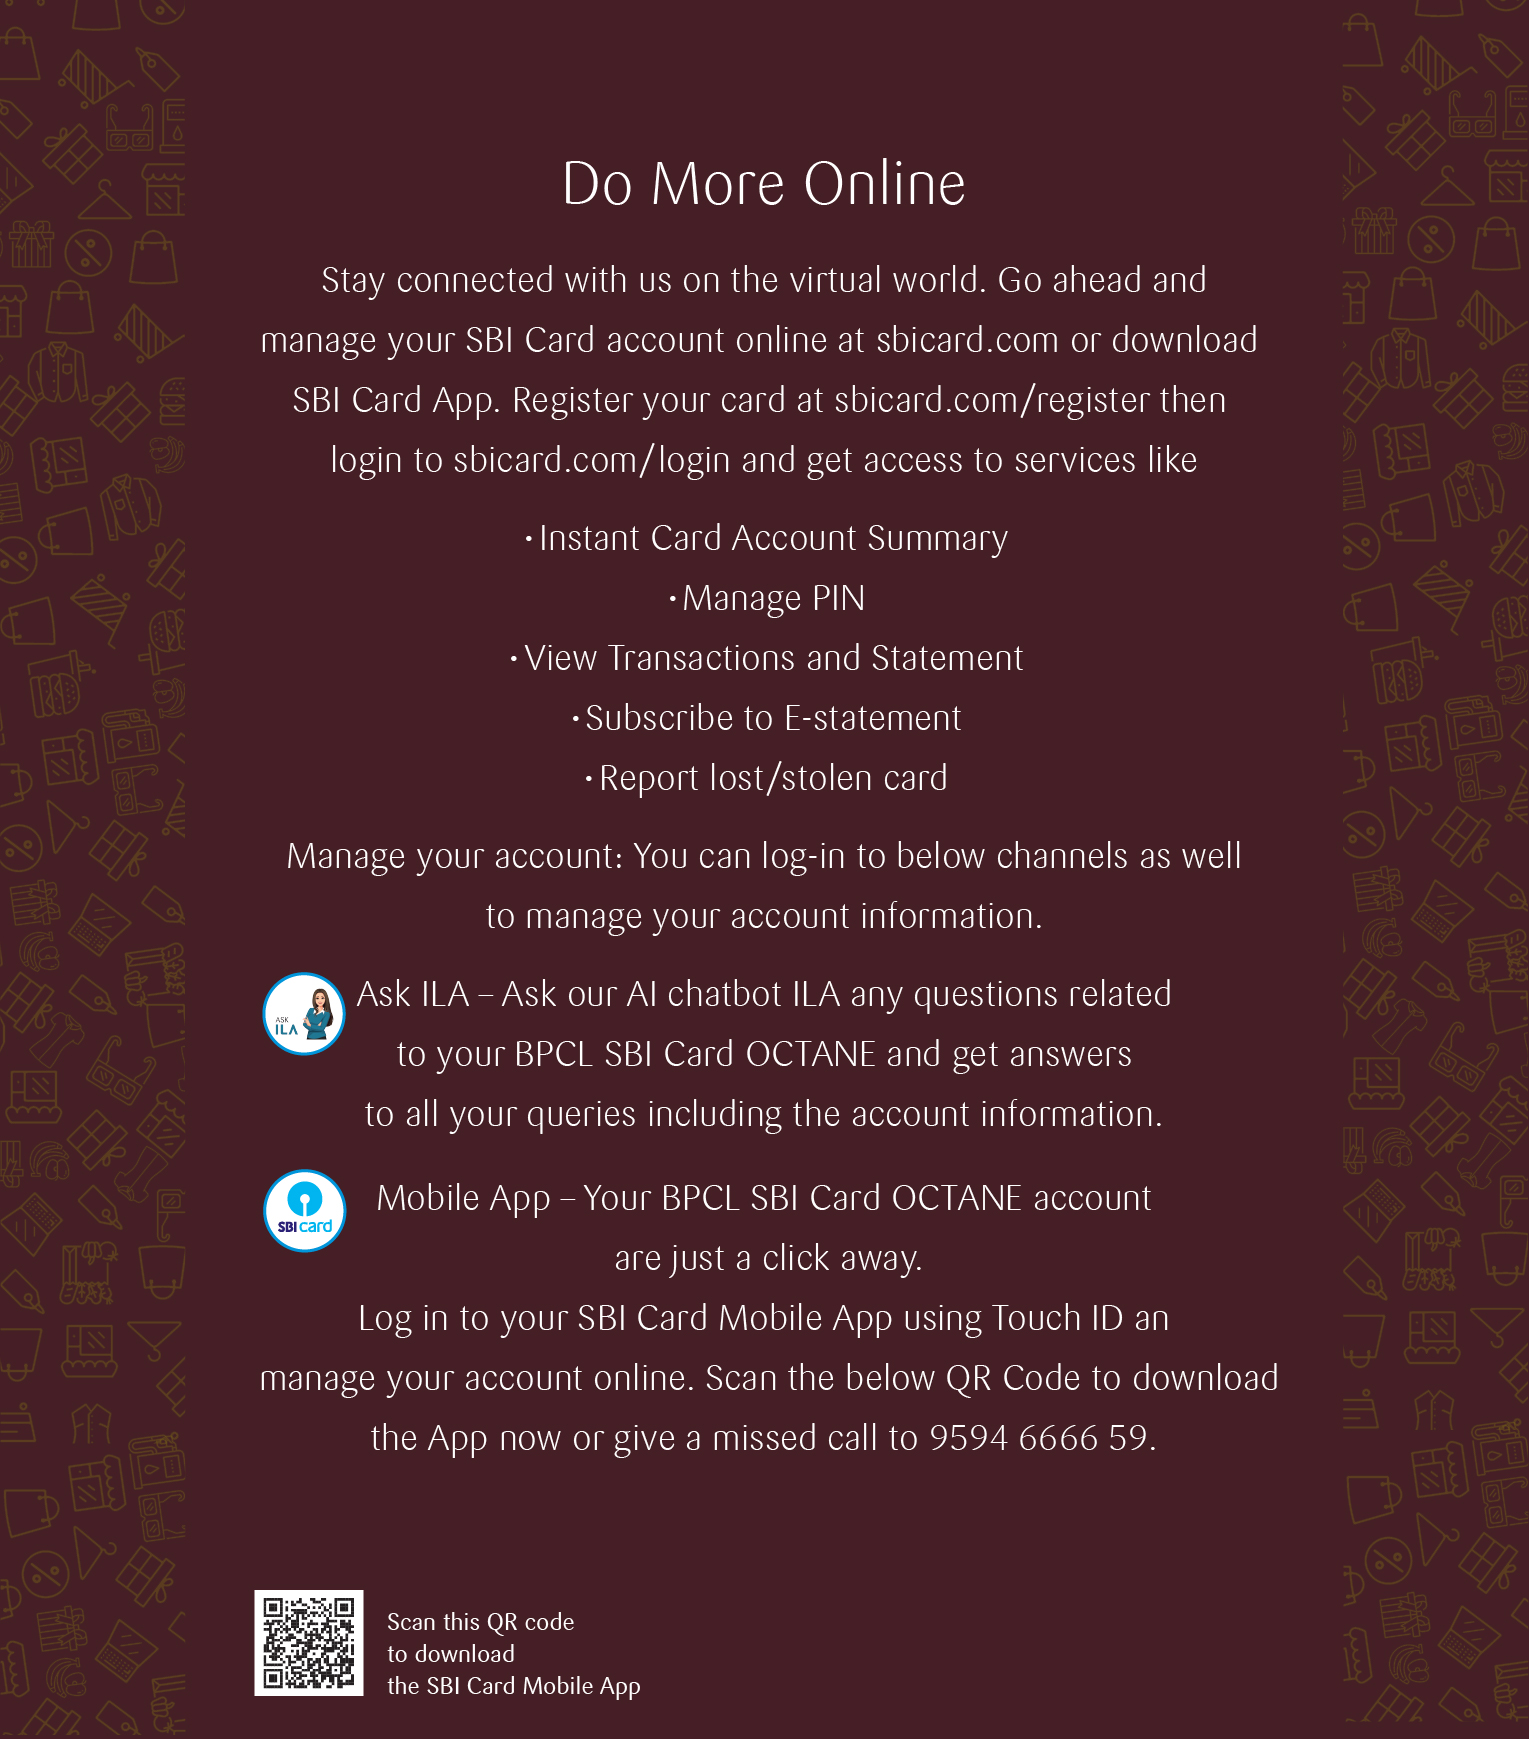 Do More Online
Stay connected with us on the virtual world. Go ahead and
manage your SBI Card account online at sbicard.com or download
SBI Card App. Register your card at sbicard.com/register then
login to sbicard.com/login and get access to services like
• Instant Card Account Summary
• Manage PIN
• View Transactions and Statement
• Subscribe to E-statement
• Report lost/stolen card
Manage your account: You can log-in to below channels as well
to manage your account information.
ASK
ILA
Ask ILA – Ask our AI chatbot ILA any questions related
to your BPCL SBI Card OCTANE and get answers
to all your queries including the account information.
SBI card
Mobile App – Your BPCL SBI Card OCTANE account
are just a click away.
Log in to your SBI Card Mobile App using Touch ID an
manage your account online. Scan the below QR Code to download
the App now or give a missed call to 9594 6666 59.
Scan this QR code
to download
the SBI Card Mobile App